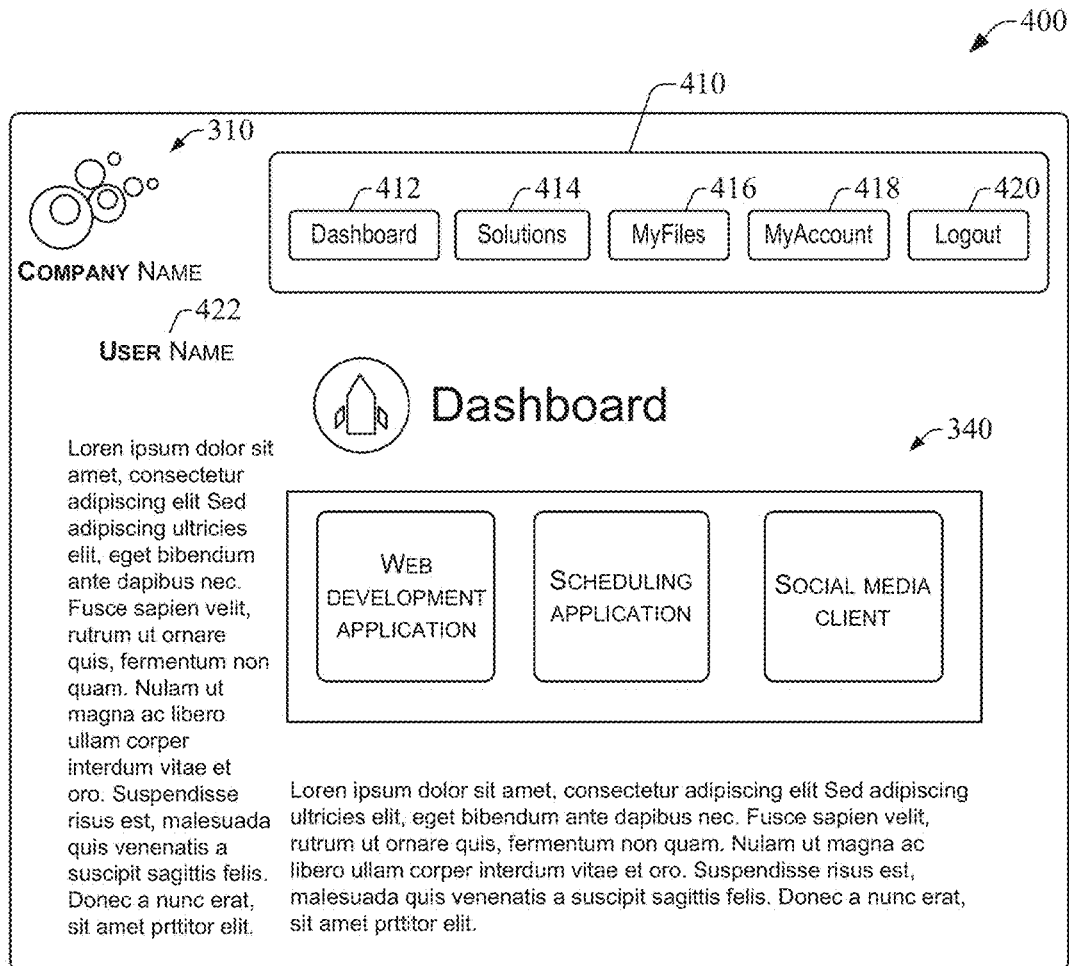 400
410
310
412 414 416 418 420
Dashboard Solutions MyFiles MyAccount Logout
COMPANY NAME
422
USER NAME
Dashboard
340
Loren ipsum dolor sit
amet, consectetur
adipiscing elit Sed
adipiscing ultricies
elit, eget bibendum
ante dapibus nec.
Fusce sapien velit,
rutrum ut ornare
quis, fermentum non
quam. Nulam ut
magna ac libero
ullam corper
interdum vitae et
oro. Suspendisse
risus est, malesuada
quis venenatis a
suscipit sagittis felis.
Donec a nunc erat,
sit amet prttitor elit.
WEB
DEVELOPMENT
APPLICATION
SCHEDULING
APPLICATION
SOCIAL MEDIA
CLIENT
Loren ipsum dolor sit amet, consectetur adipiscing elit Sed adipiscing
ultricies elit, eget bibendum ante dapibus nec. Fusce sapien velit,
rutrum ut ornare quis, fermentum non quam. Nulam ut magna ac
libero ullam corper interdum vitae et oro. Suspendisse risus est,
malesuada quis venenatis a suscipit sagittis felis. Donec a nunc erat,
sit amet prttitor elit.